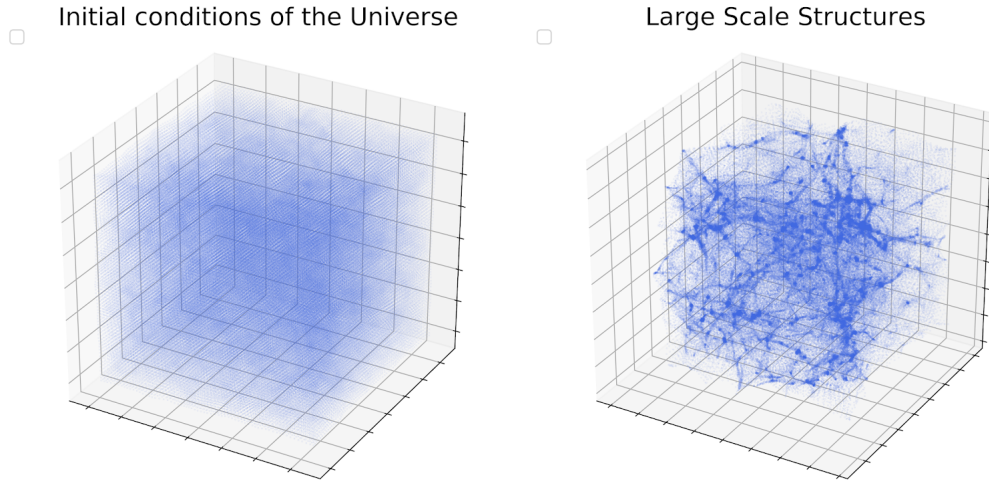 Initial conditions of the Universe
Large Scale Structures